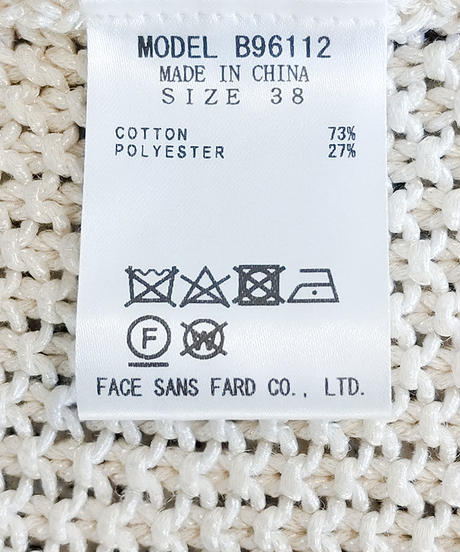 MODEL B96112
MADE IN CHINA
SIZE 38
COTTON 73%
POLYESTER 27%
F W
FACE SANS FARD CO., LTD.